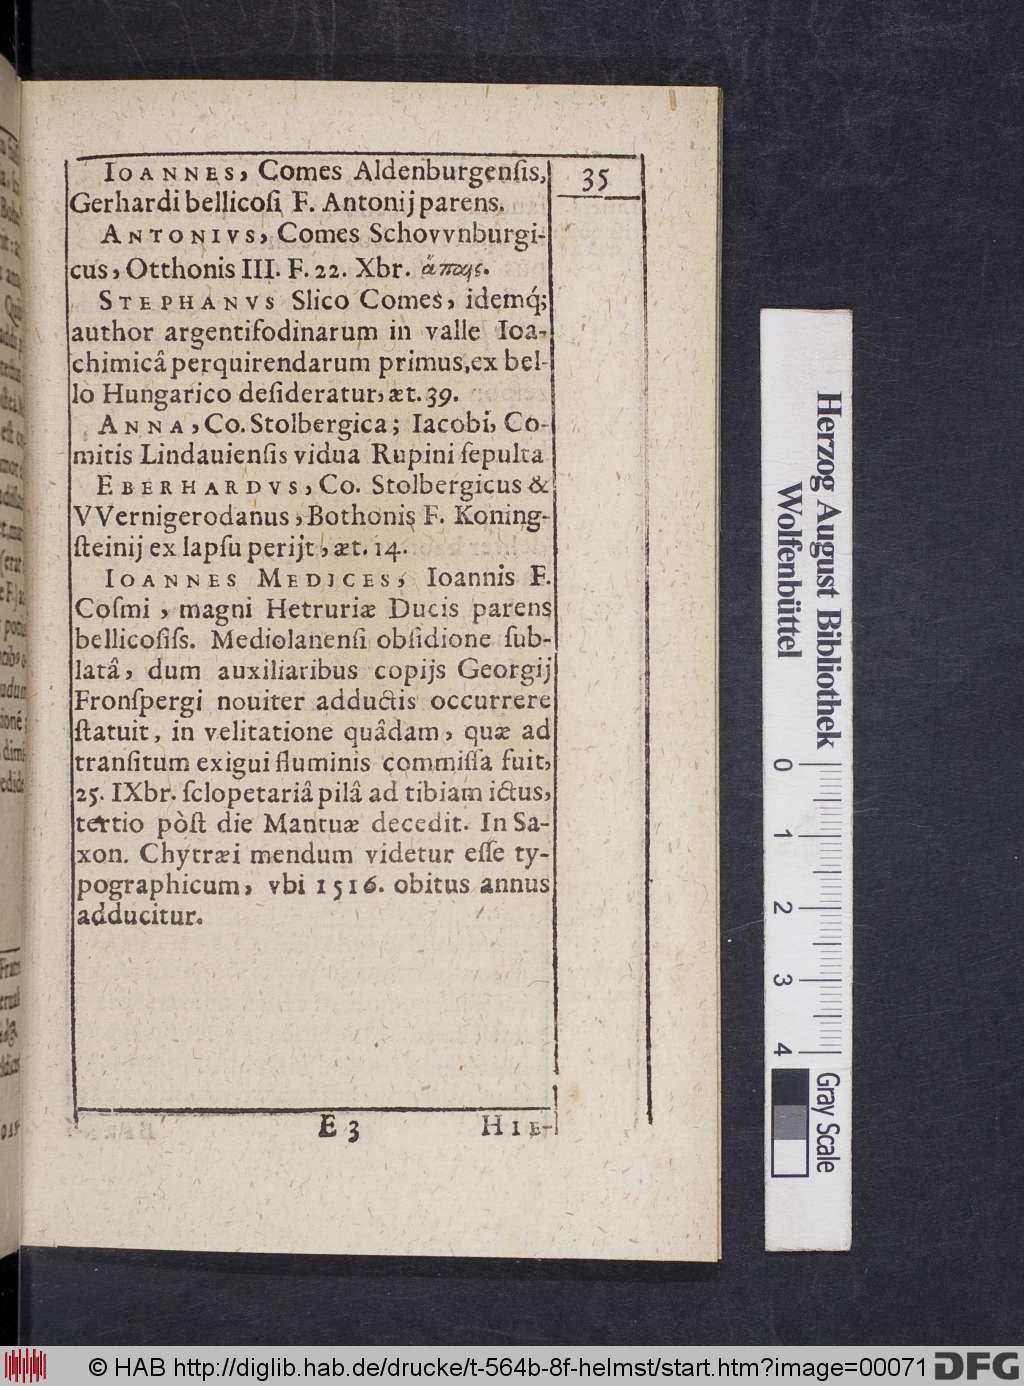 IOANNES, Comes Aldenburgenſis,
Gerhardi bellicoſi F. Antonij parens.
ANTONIVS, Comes Schovvnburgi-
cus, Otthonis III. F. 22. Xbr. ἄπαις.
STEPHANVS Slico Comes, idemq́;
author argentifodinarum in valle Ioa-
chimicâ perquirendarum primus, ex bel-
lo Hungarico deſideratur, æt. 39.
ANNA, Co. Stolbergica; Iacobi, Co-
mitis Lindauienſis vidua Rupini ſepulta
EBERHARDVS, Co. Stolbergicus &
VVernigerodanus, Bothonis F. Koning-
ſteinij ex lapſu perijt, æt. 14.
IOANNES MEDICES, Ioannis F.
Coſmi, magni Hetruriæ Ducis parens
bellicoſiſs. Mediolanenſi obſidione ſub-
latâ, dum auxiliaribus copijs Georgij
Fronſpergi nouiter adductis occurrere
ſtatuit, in velitatione quâdam, quæ ad
tranſitum exigui fluminis commiſſa fuit,
25. IXbr. ſclopetariâ pilâ ad tibiam ictus,
tertio pòſt die Mantuæ decedit. In Sa-
xon. Chytræi mendum videtur eſſe ty-
pographicum, vbi 1516. obitus annus
adducitur.
35
E 3
HIE-
Herzog August Bibliothek
Wolfenbüttel
0 1 2 3 4
Gray Scale
© HAB http://diglib.hab.de/drucke/t-564b-8f-helmst/start.htm?image=00071
DFG